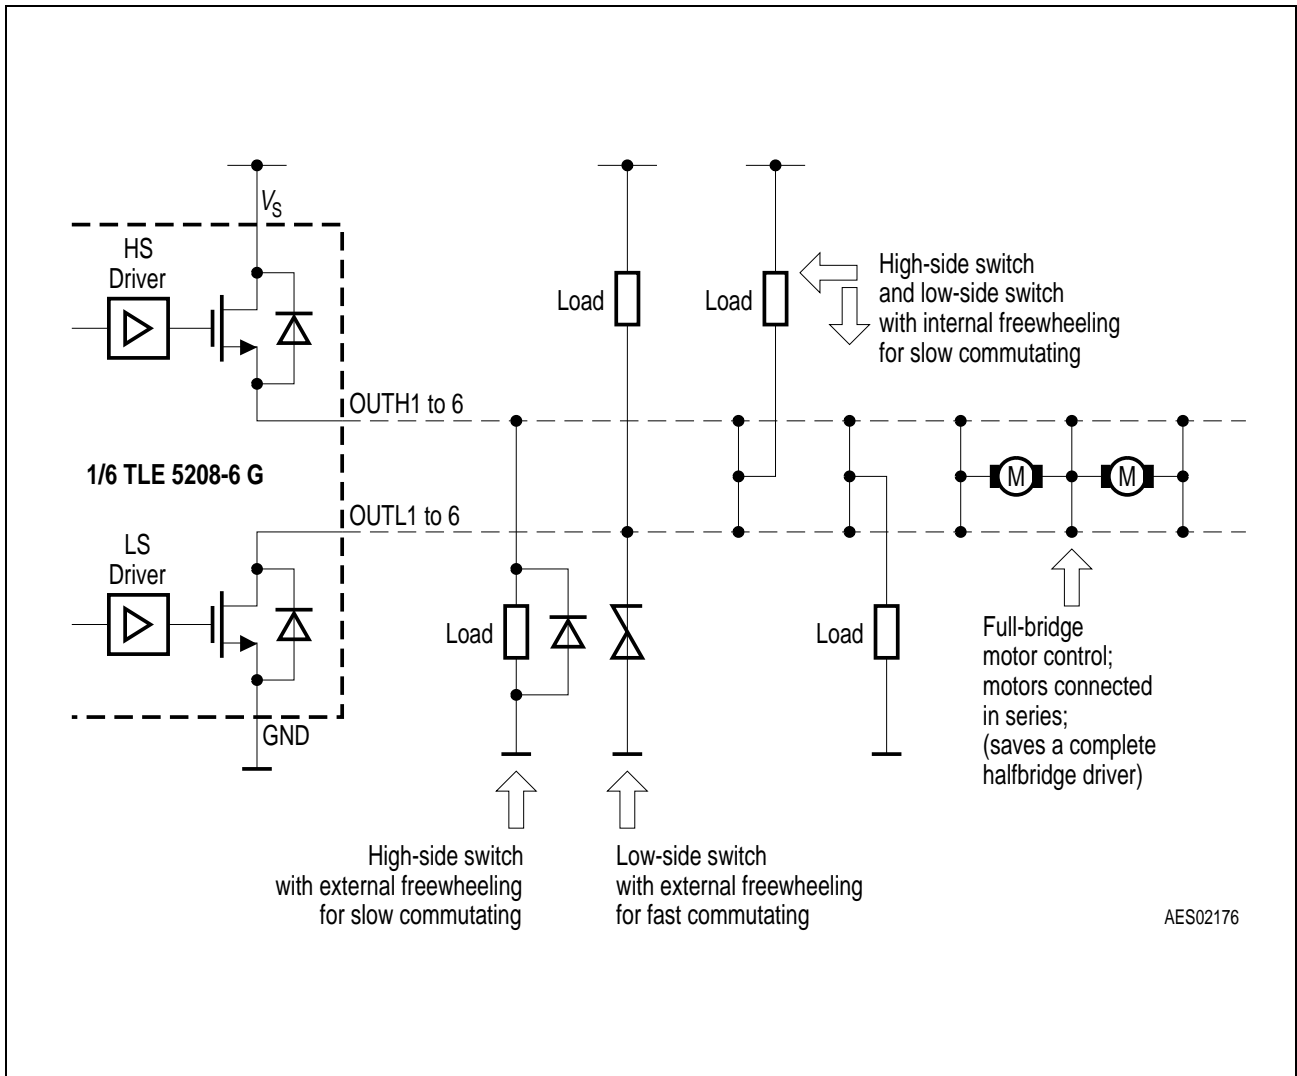 V_S
HS
Driver
Load
Load
High-side switch
and low-side switch
with internal freewheeling
for slow commutating
OUTH1 to 6
1/6 TLE 5208-6 G
M
M
OUTL1 to 6
LS
Driver
Load
Load
Full-bridge
motor control;
motors connected
in series;
(saves a complete
halfbridge driver)
GND
High-side switch
with external freewheeling
for slow commutating
Low-side switch
with external freewheeling
for fast commutating
AES02176